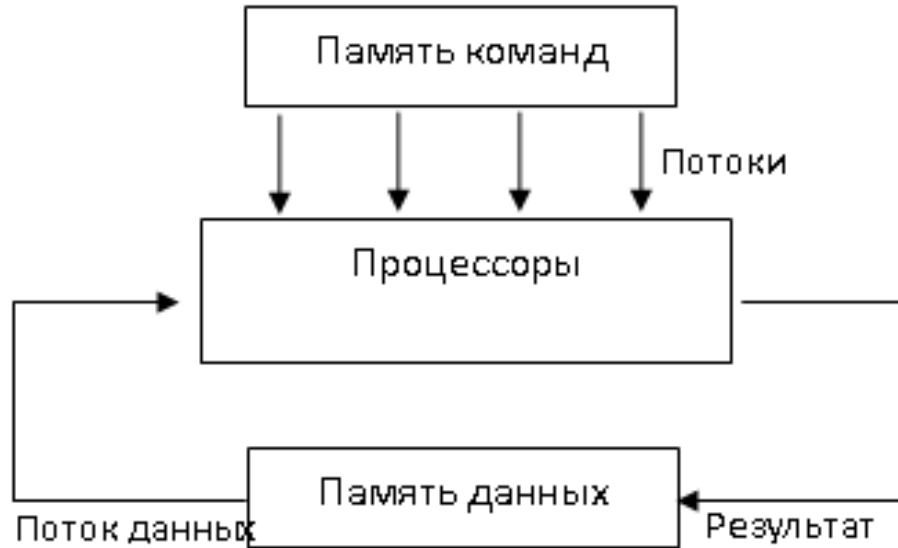 Память команд
Потоки
Процессоры
Память данных
Поток данных
Результат